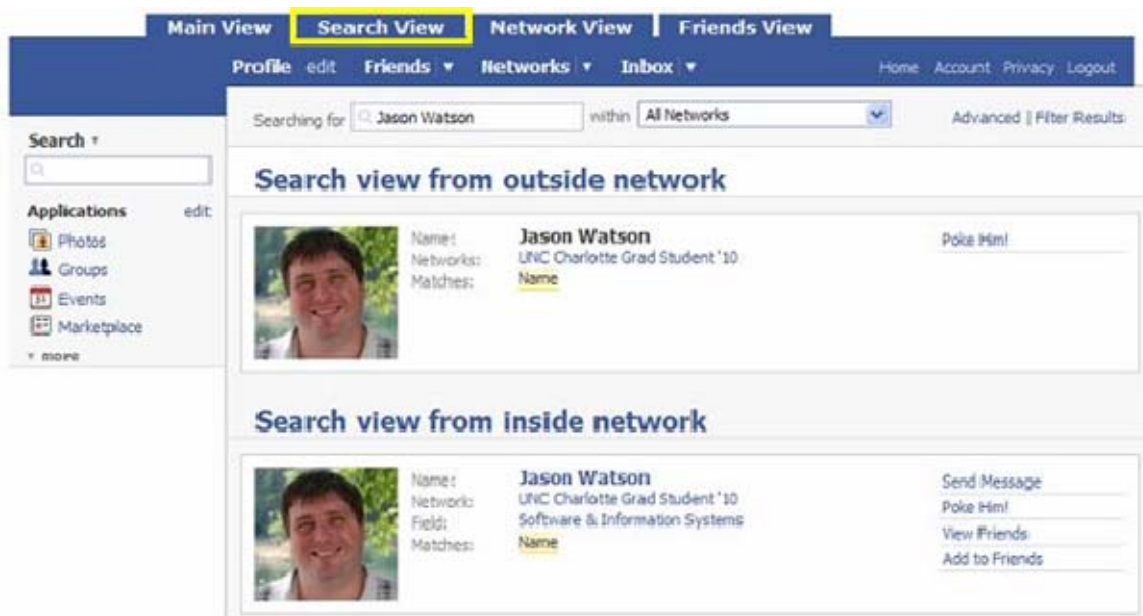 Main View Search View Network View Friends View
Profile edit Friends Networks Inbox Home Account Privacy Logout
Searching for Jason Watson within All Networks Advanced | Filter Results
Search
Applications edit
Photos
Groups
31 Events
Marketplace
more
Search view from outside network
Name: Jason Watson
Networks: UNC Charlotte Grad Student '10
Matches: Name
Poke Him!
Search view from inside network
Name: Jason Watson
Network: UNC Charlotte Grad Student '10
Field: Software & Information Systems
Matches: Name
Send Message
Poke Him!
View Friends
Add to Friends